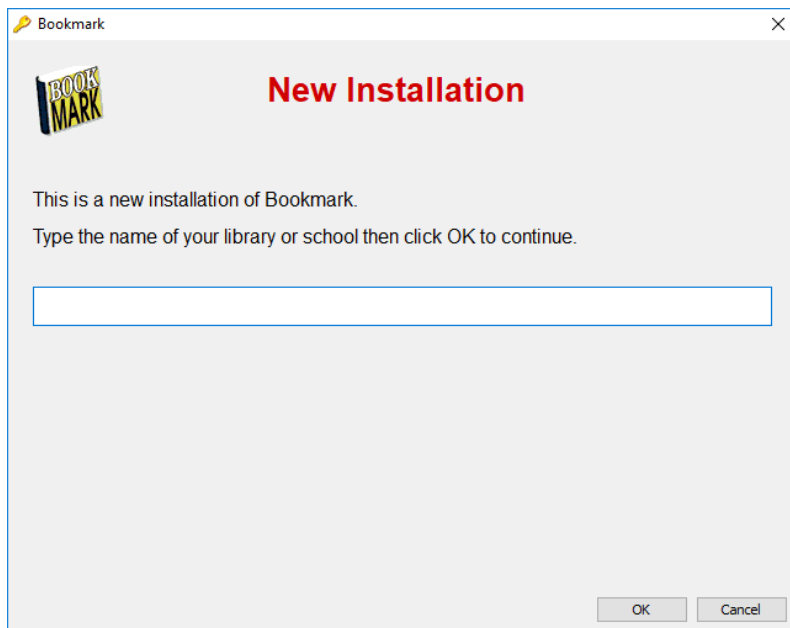 Bookmark
BOOK
MARK
New Installation
This is a new installation of Bookmark.
Type the name of your library or school then click OK to continue.
OK
Cancel